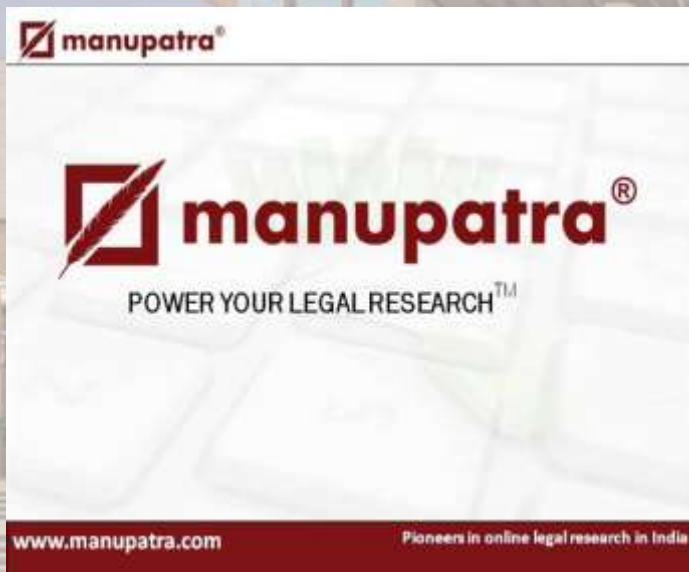 manupatra®
manupatra®
POWER YOUR LEGAL RESEARCH™
www.manupatra.com
Pioneers in online legal research in India